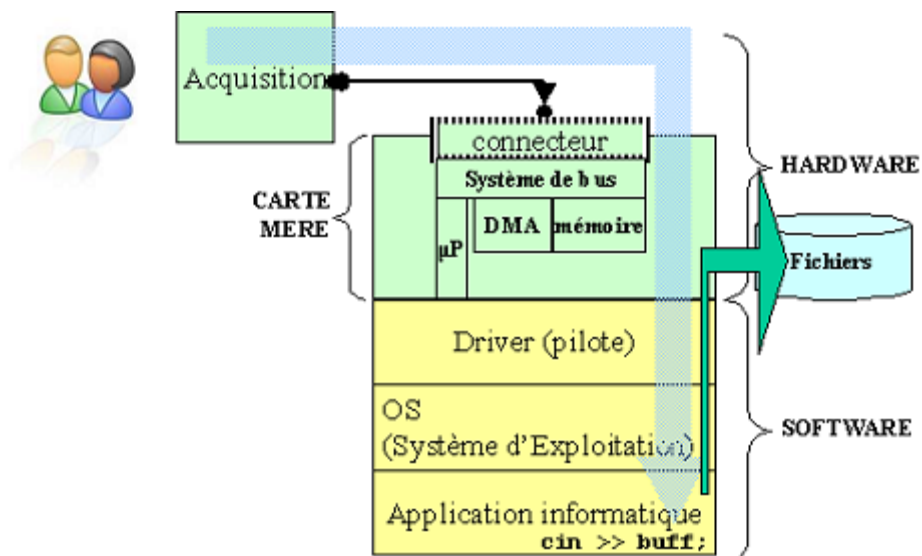 Acquisition
connecteur
Système de bus
DMA
mémoire
µP
CARTE
MERE
HARDWARE
Fichiers
Driver (pilote)
OS
(Système d'Exploitation)
SOFTWARE
Application informatique
cin >> buff;